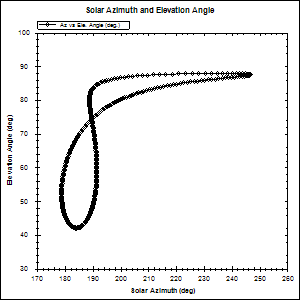 Solar Azimuth and Elevation Angle
Az vs Ele. Angle (deg.)
100
90
80
70
60
50
40
30
Elevation Angle (deg)
170 180 190 200 210 220 230 240 250 260
Solar Azimuth (deg)